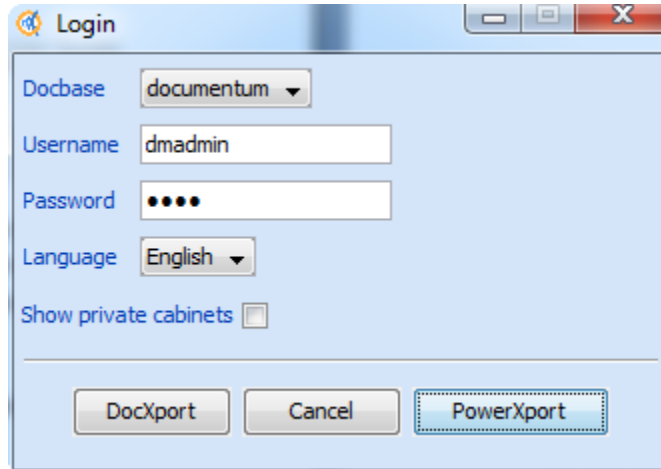 Login
Docbase documentum
Username dmadmin
Password ••••
Language English
Show private cabinets
DocXport Cancel PowerXport